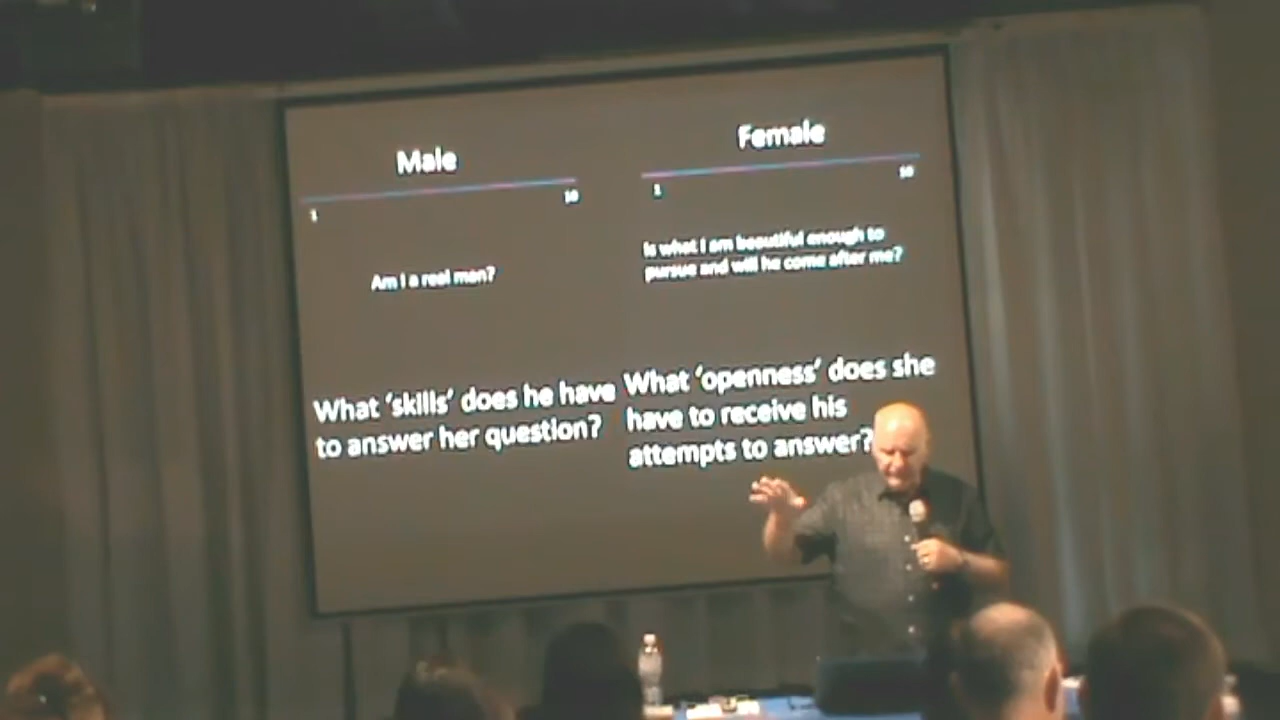 Male
1 10
Am I a real man?
What ‘skills’ does he have
to answer her question?
Female
1 10
Is what I am beautiful enough to
pursue and will he come after me?
What ‘openness’ does she
have to receive his
attempts to answer?